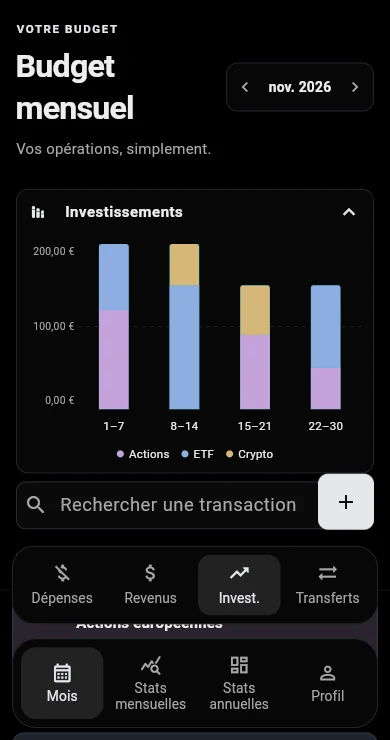 VOTRE BUDGET
Budget
mensuel
nov. 2026
Vos opérations, simplement.
Investissements
200,00 €
100,00 €
0,00 €
1–7
8–14
15–21
22–30
Actions
ETF
Crypto
Rechercher une transaction
Dépenses
Revenus
Invest.
Transferts
Actions européennes
Mois
Stats
mensuelles
Stats
annuelles
Profil